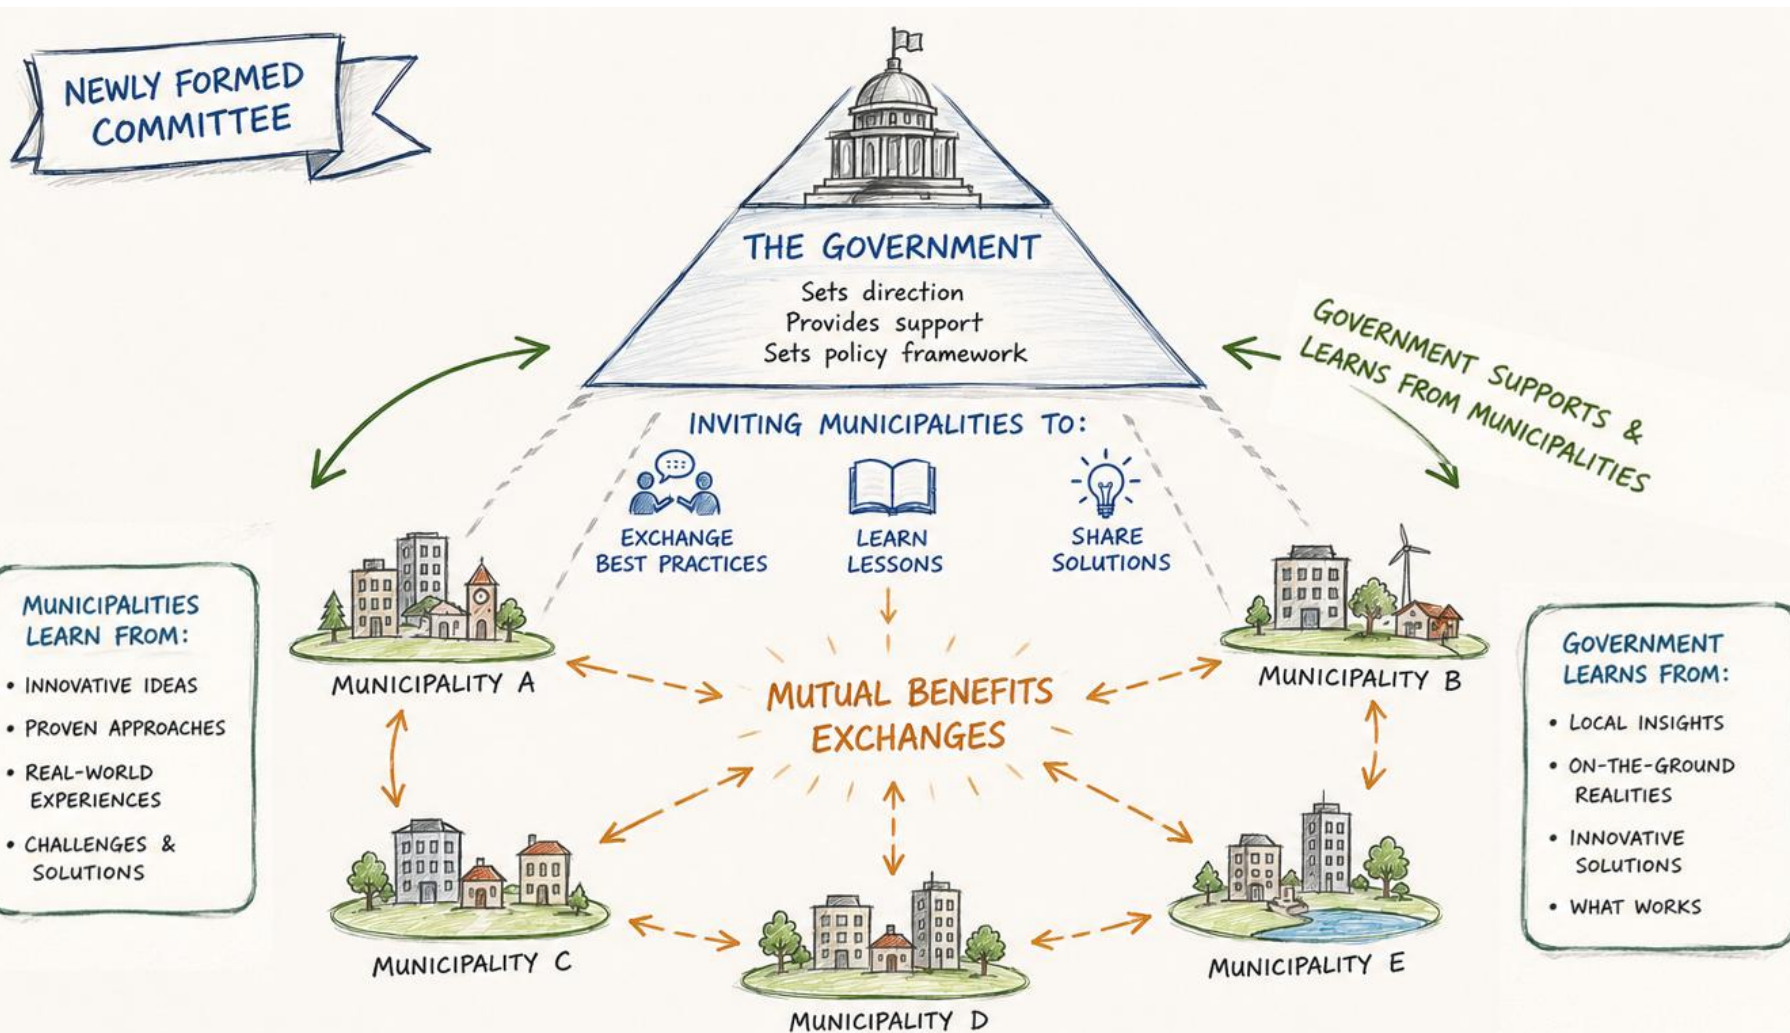 NEWLY FORMED
COMMITTEE
THE GOVERNMENT
Sets direction
Provides support
Sets policy framework
GOVERNMENT SUPPORTS &
LEARNS FROM MUNICIPALITIES
INVITING MUNICIPALITIES TO:
EXCHANGE
BEST PRACTICES
LEARN
LESSONS
SHARE
SOLUTIONS
MUNICIPALITIES
LEARN FROM:
• INNOVATIVE IDEAS
• PROVEN APPROACHES
• REAL-WORLD
EXPERIENCES
• CHALLENGES &
SOLUTIONS
MUNICIPALITY A
MUTUAL BENEFITS
EXCHANGES
MUNICIPALITY B
GOVERNMENT
LEARNS FROM:
• LOCAL INSIGHTS
• ON-THE-GROUND
REALITIES
• INNOVATIVE
SOLUTIONS
• WHAT WORKS
MUNICIPALITY C
MUNICIPALITY D
MUNICIPALITY E